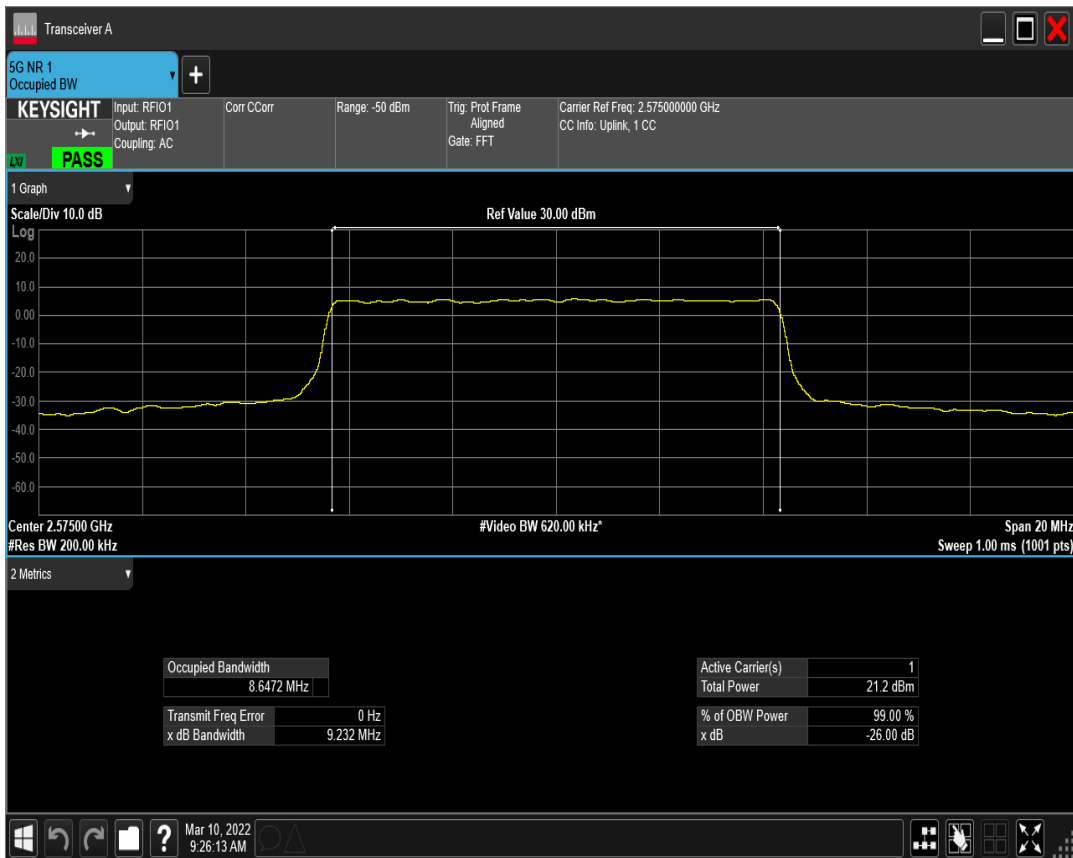 Transceiver A
5G NR 1
Occupied BW
+
KEYSIGHT
LXI
PASS
Input: RFIO1
Output: RFIO1
Coupling: AC
Corr CCorr
Range: -50 dBm
Trig: Prot Frame
Aligned
Gate: FFT
Carrier Ref Freq: 2.575000000 GHz
CC Info: Uplink, 1 CC
1 Graph
Scale/Div 10.0 dB
Ref Value 30.00 dBm
Log
20.0
10.0
0.00
-10.0
-20.0
-30.0
-40.0
-50.0
-60.0
Center 2.57500 GHz
#Video BW 620.00 kHz*
Span 20 MHz
#Res BW 200.00 kHz
Sweep 1.00 ms (1001 pts)
2 Metrics
Occupied Bandwidth
8.6472 MHz
Transmit Freq Error 0 Hz
x dB Bandwidth 9.232 MHz
Active Carrier(s) 1
Total Power 21.2 dBm
% of OBW Power 99.00 %
x dB -26.00 dB
?
Mar 10, 2022
9:26:13 AM